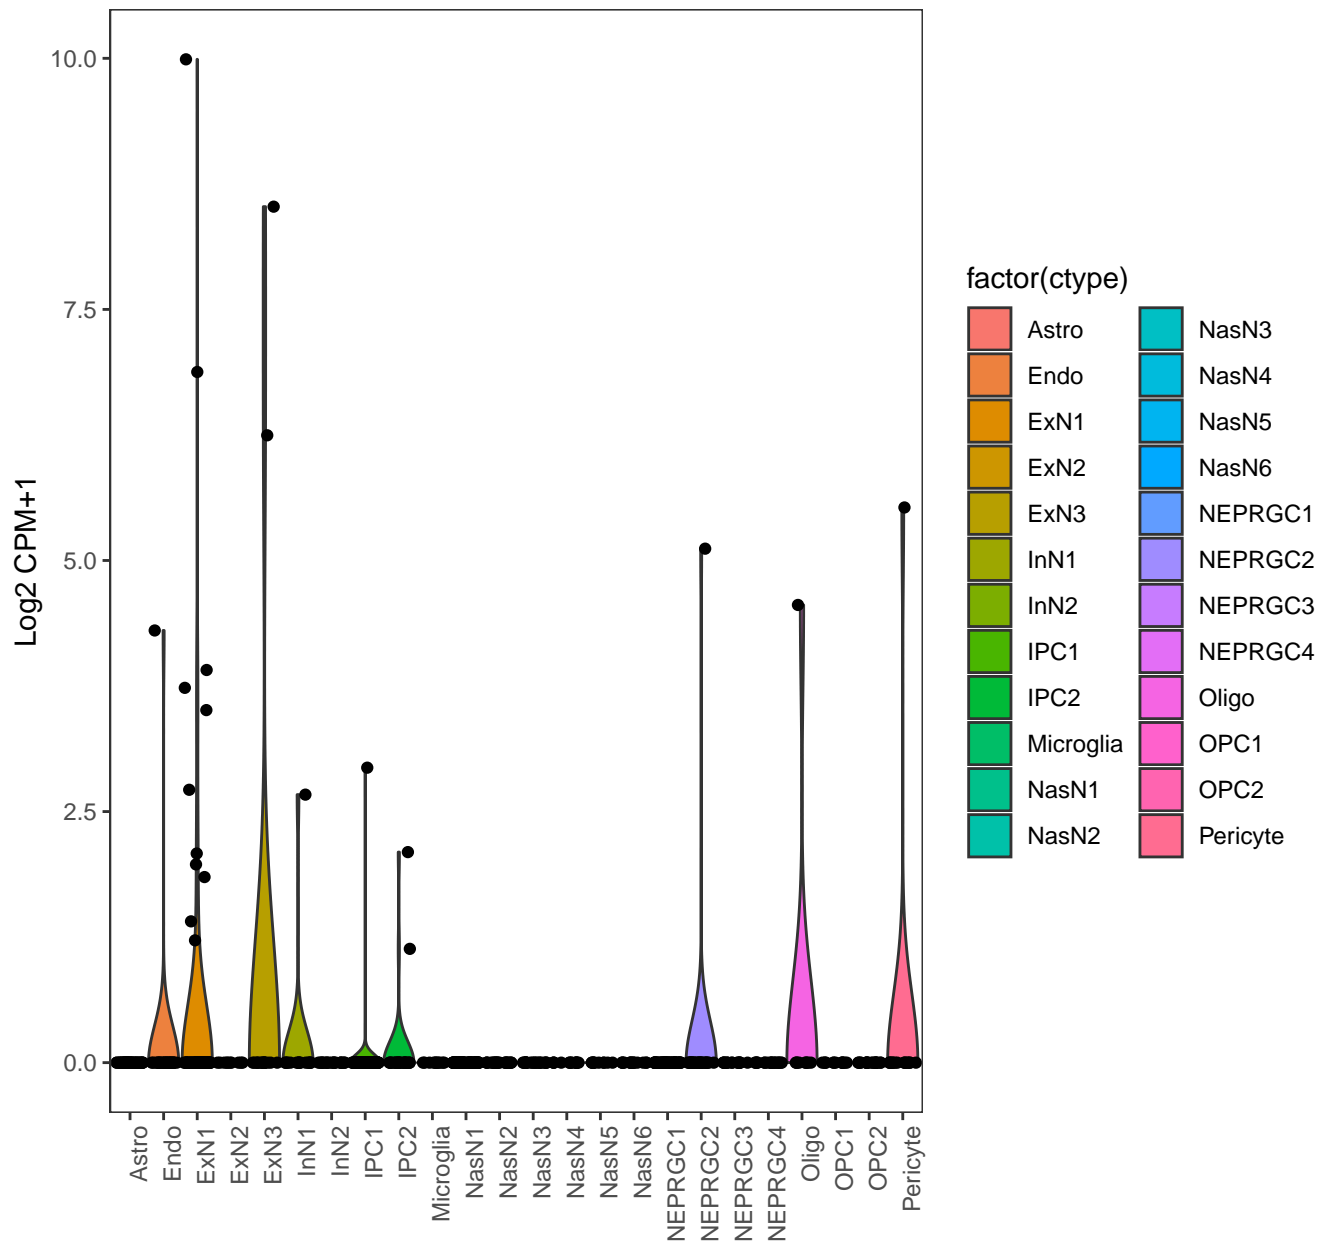 10.0
7.5
5.0
2.5
0.0
Log2 CPM+1
Astro
Endo
ExN1
ExN2
ExN3
InN1
InN2
IPC1
IPC2
Microglia
NasN1
NasN2
NasN3
NasN4
NasN5
NasN6
NEPRGC1
NEPRGC2
NEPRGC3
NEPRGC4
Oligo
OPC1
OPC2
Pericyte
factor(ctype)
Astro
Endo
ExN1
ExN2
ExN3
InN1
InN2
IPC1
IPC2
Microglia
NasN1
NasN2
NasN3
NasN4
NasN5
NasN6
NEPRGC1
NEPRGC2
NEPRGC3
NEPRGC4
Oligo
OPC1
OPC2
Pericyte